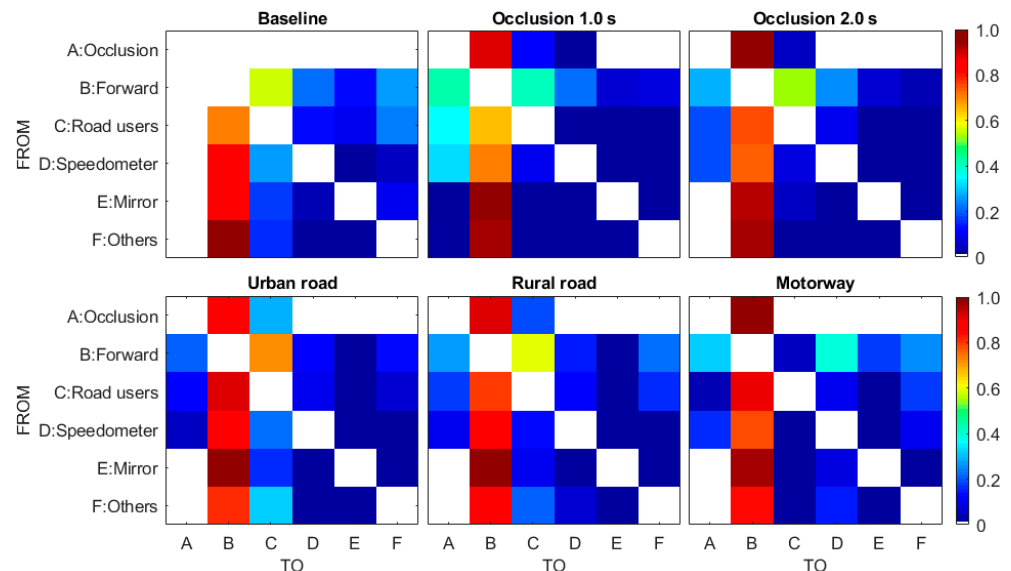 Baseline
Occlusion 1.0 s
Occlusion 2.0 s
A:Occlusion
B:Forward
C:Road users
D:Speedometer
E:Mirror
F:Others
FROM
1.0
0.8
0.6
0.4
0.2
0
Urban road
Rural road
Motorway
A:Occlusion
B:Forward
C:Road users
D:Speedometer
E:Mirror
F:Others
FROM
1.0
0.8
0.6
0.4
0.2
0
A B C D E F
A B C D E F
A B C D E F
TO
TO
TO